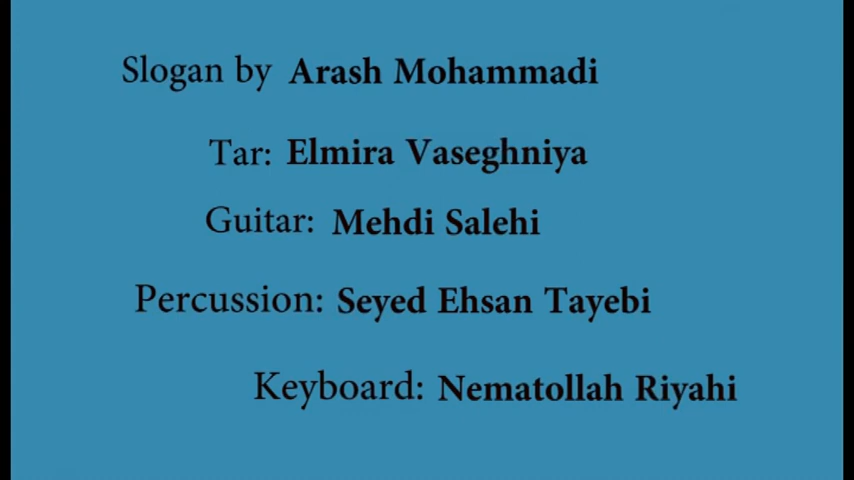 Slogan by Arash Mohammadi
Tar: Elmira Vaseghniya
Guitar: Mehdi Salehi
Percussion: Seyed Ehsan Tayebi
Keyboard: Nematollah Riyahi